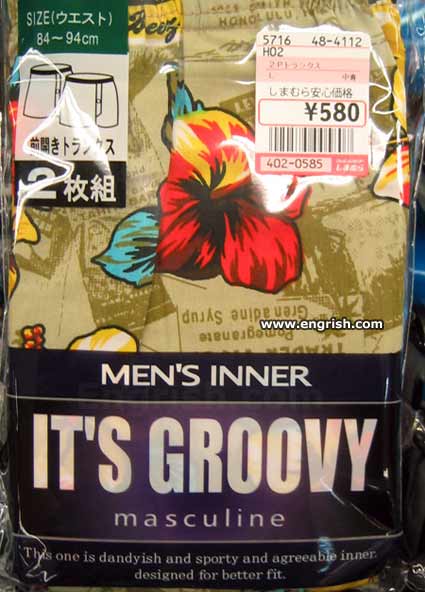 SIZE(ウエスト)
84～94cm
前開きトランクス
2枚組
5716 48-4112
H02
2Pトランクス
L 中青
しまむら安心価格
¥580
402-0585
しまむら
www.engrish.com
Pomegranate
Grenadine Syrup
MEN'S INNER
IT'S GROOVY
masculine
This one is dandyish and sporty and agreeable inner.
designed for better fit.